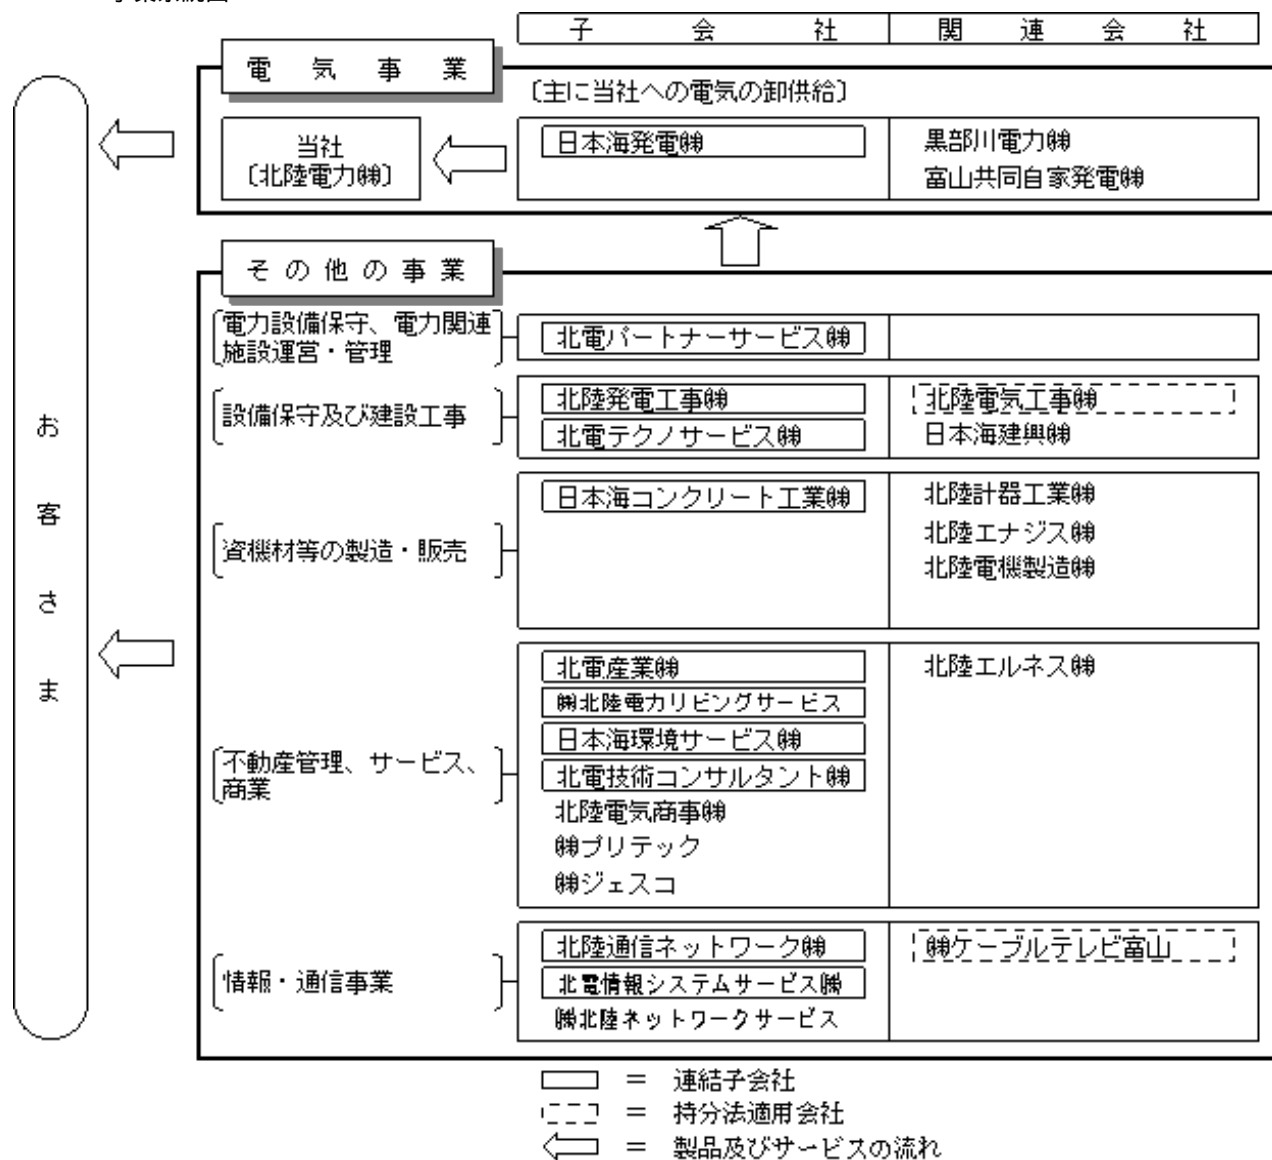 子会社 関連会社
電気事業
〔主に当社への電気の卸供給〕
当社
〔北陸電力㈱〕
日本海発電㈱
黒部川電力㈱
富山共同自家発電㈱
その他の事業
電力設備保守、電力関連
施設運営・管理
北電パートナーサービス㈱
設備保守及び建設工事
北陸発電工事㈱
北電テクノサービス㈱
北陸電気工事㈱
日本海建興㈱
資機材等の製造・販売
日本海コンクリート工業㈱
北陸計器工業㈱
北陸エナジス㈱
北陸電機製造㈱
不動産管理、サービス、
商業
北電産業㈱
㈱北陸電力リビングサービス
日本海環境サービス㈱
北電技術コンサルタント㈱
北陸電気商事㈱
㈱プリテック
㈱ジェスコ
北陸エルネス㈱
情報・通信事業
北陸通信ネットワーク㈱
北電情報システムサービス㈱
㈱北陸ネットワークサービス
㈱ケーブルテレビ富山
お客さま
＝ 連結子会社
＝ 持分法適用会社
＝ 製品及びサービスの流れ